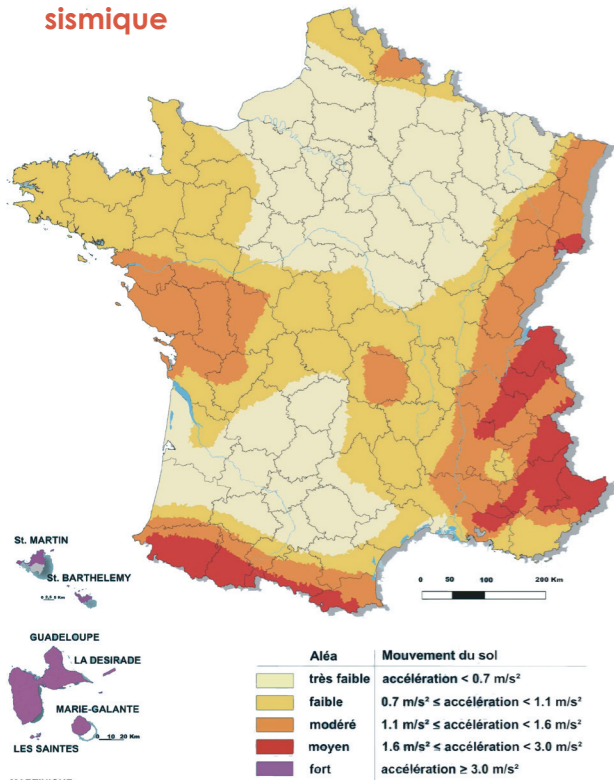 sismique
St. MARTIN
St. BARTHELEMY
GUADELOUPE
LA DESIRADE
MARIE-GALANTE
0 10 20 Km
LES SAINTES
MARTINIQUE
0 50 100 200 Km
Aléa Mouvement du sol
très faible accélération < 0.7 m/s²
faible 0.7 m/s² ≤ accélération < 1.1 m/s²
modéré 1.1 m/s² ≤ accélération < 1.6 m/s²
moyen 1.6 m/s² ≤ accélération < 3.0 m/s²
fort accélération ≥ 3.0 m/s²